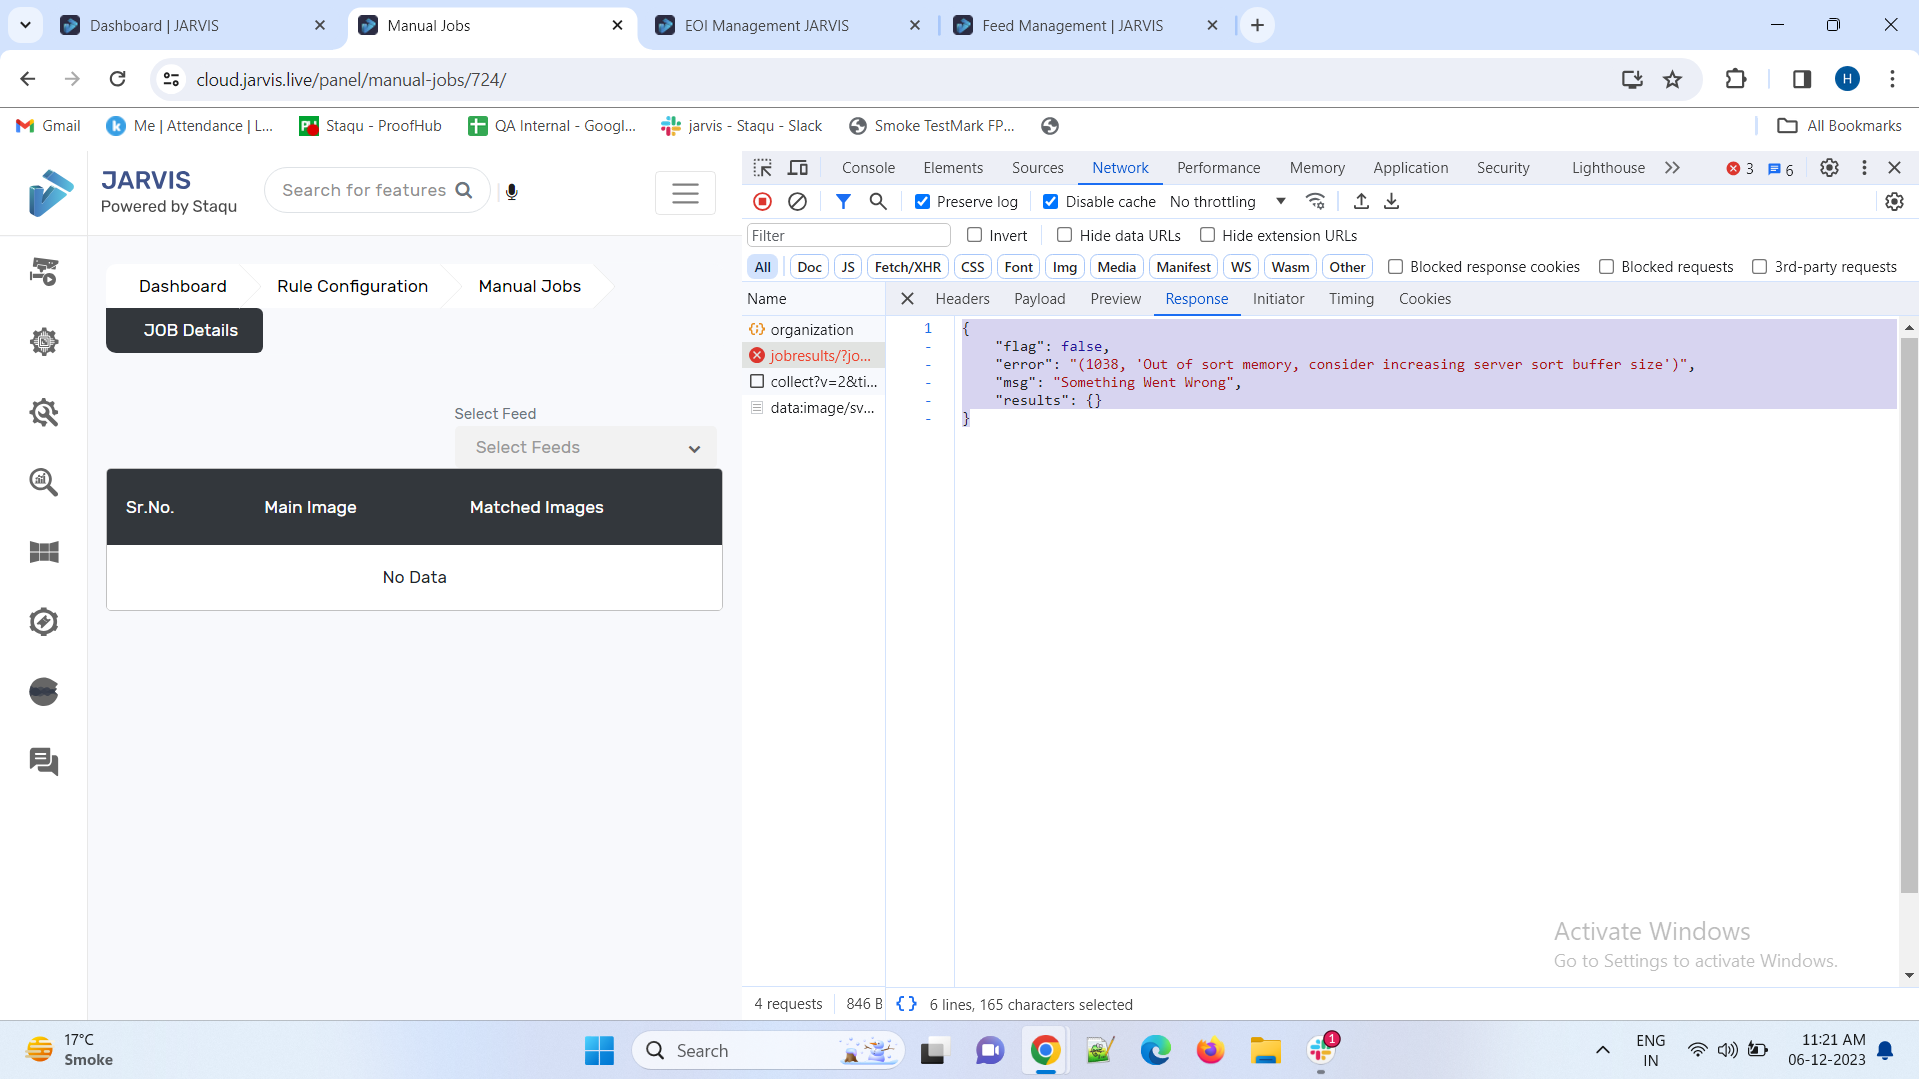 Dashboard | JARVIS
Manual Jobs
EOI Management JARVIS
Feed Management | JARVIS
cloud.jarvis.live/panel/manual-jobs/724/
H
Gmail
Me | Attendance | L...
Staqu - ProofHub
QA Internal - Googl...
jarvis - Staqu - Slack
Smoke TestMark FP...
All Bookmarks
JARVIS
Powered by Staqu
Search for features
Dashboard
Rule Configuration
Manual Jobs
JOB Details
Select Feed
Select Feeds
Sr.No.
Main Image
Matched Images
No Data
Console
Elements
Sources
Network
Performance
Memory
Application
Security
Lighthouse
3
6
Preserve log
Disable cache
No throttling
Filter
Invert
Hide data URLs
Hide extension URLs
All
Doc
JS
Fetch/XHR
CSS
Font
Img
Media
Manifest
WS
Wasm
Other
Blocked response cookies
Blocked requests
3rd-party requests
Name
Headers
Payload
Preview
Response
Initiator
Timing
Cookies
organization
jobresults/?jo...
collect?v=2&ti...
data:image/sv...
1
{
"flag": false,
"error": "(1038, 'Out of sort memory, consider increasing server sort buffer size')",
"msg": "Something Went Wrong",
"results": {}
}
Activate Windows
Go to Settings to activate Windows.
4 requests
846 B
6 lines, 165 characters selected
17°C
Smoke
Search
1
ENG
IN
11:21 AM
06-12-2023